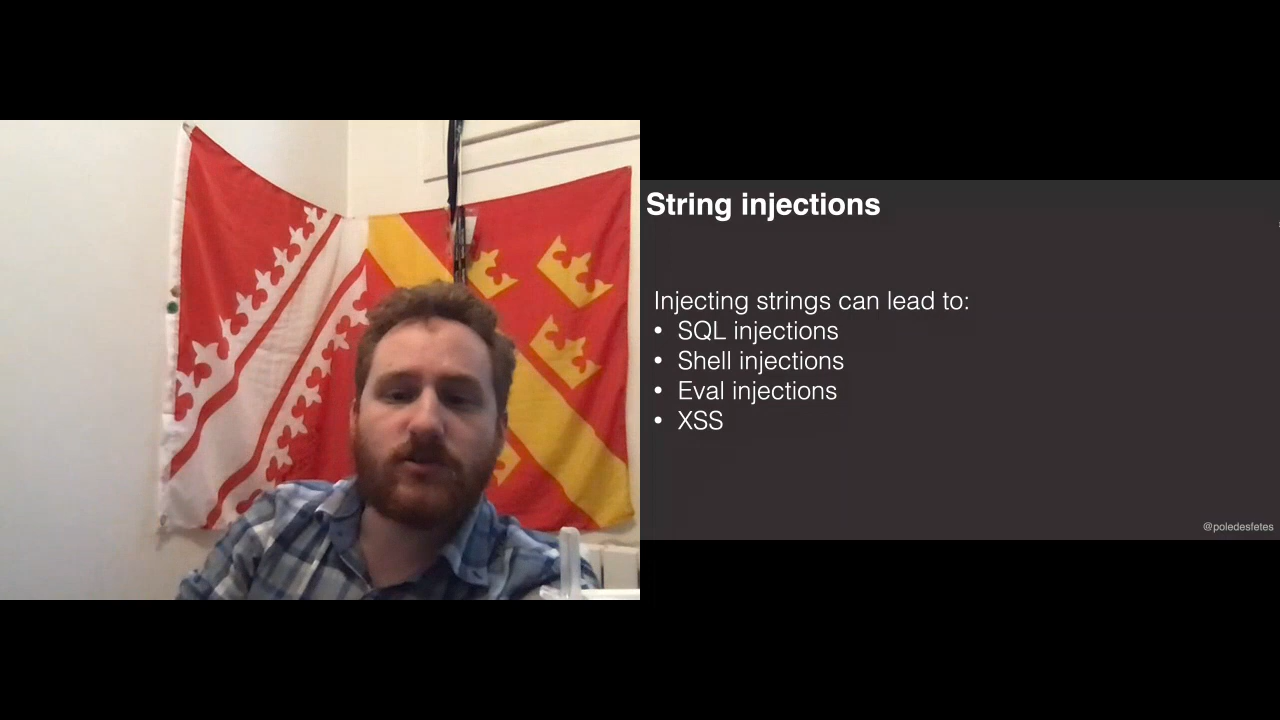 String injections
Injecting strings can lead to:
• SQL injections
• Shell injections
• Eval injections
• XSS
@poledesfetes